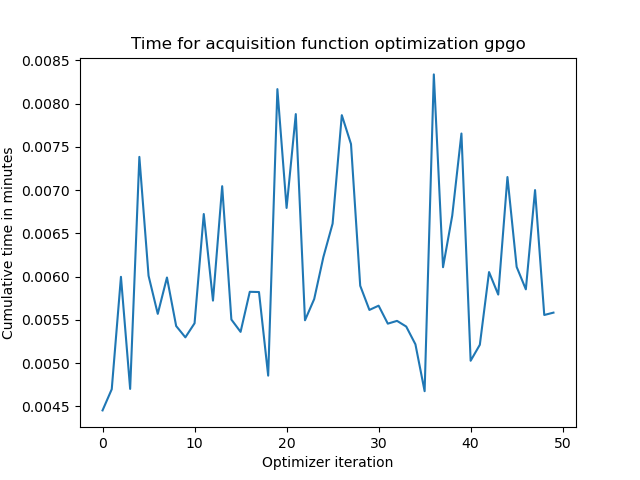 Time for acquisition function optimization gpgo
0.0085
0.0080
0.0075
0.0070
0.0065
0.0060
0.0055
0.0050
0.0045
Cumulative time in minutes
0 10 20 30 40 50
Optimizer iteration